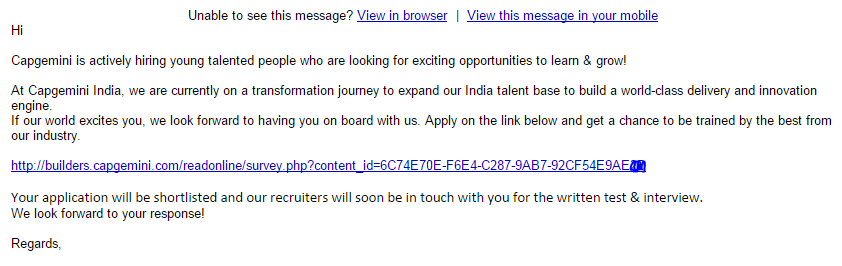 Unable to see this message? View in browser | View this message in your mobile
Hi
Capgemini is actively hiring young talented people who are looking for exciting opportunities to learn & grow!
At Capgemini India, we are currently on a transformation journey to expand our India talent base to build a world-class delivery and innovation
engine.
If our world excites you, we look forward to having you on board with us. Apply on the link below and get a chance to be trained by the best from
our industry.
http://builders.capgemini.com/readonline/survey.php?content_id=6C74E70E-F6E4-C287-9AB7-92CF54E9AE
Your application will be shortlisted and our recruiters will soon be in touch with you for the written test & interview.
We look forward to your response!
Regards,